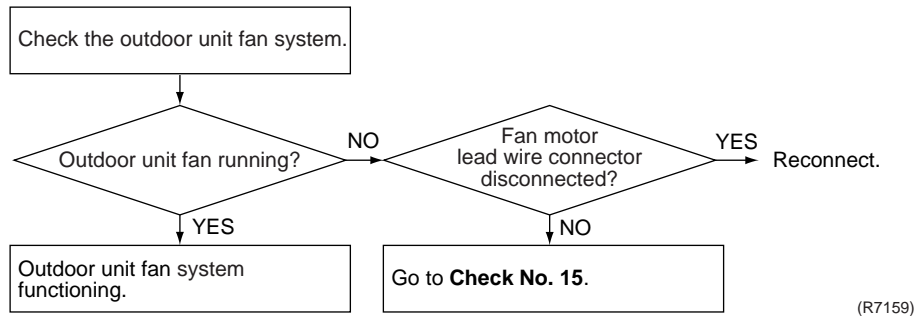 Check the outdoor unit fan system.
Outdoor unit fan running?
NO
Fan motor
lead wire connector
disconnected?
YES
Reconnect.
YES
NO
Outdoor unit fan system
functioning.
Go to Check No. 15.
(R7159)